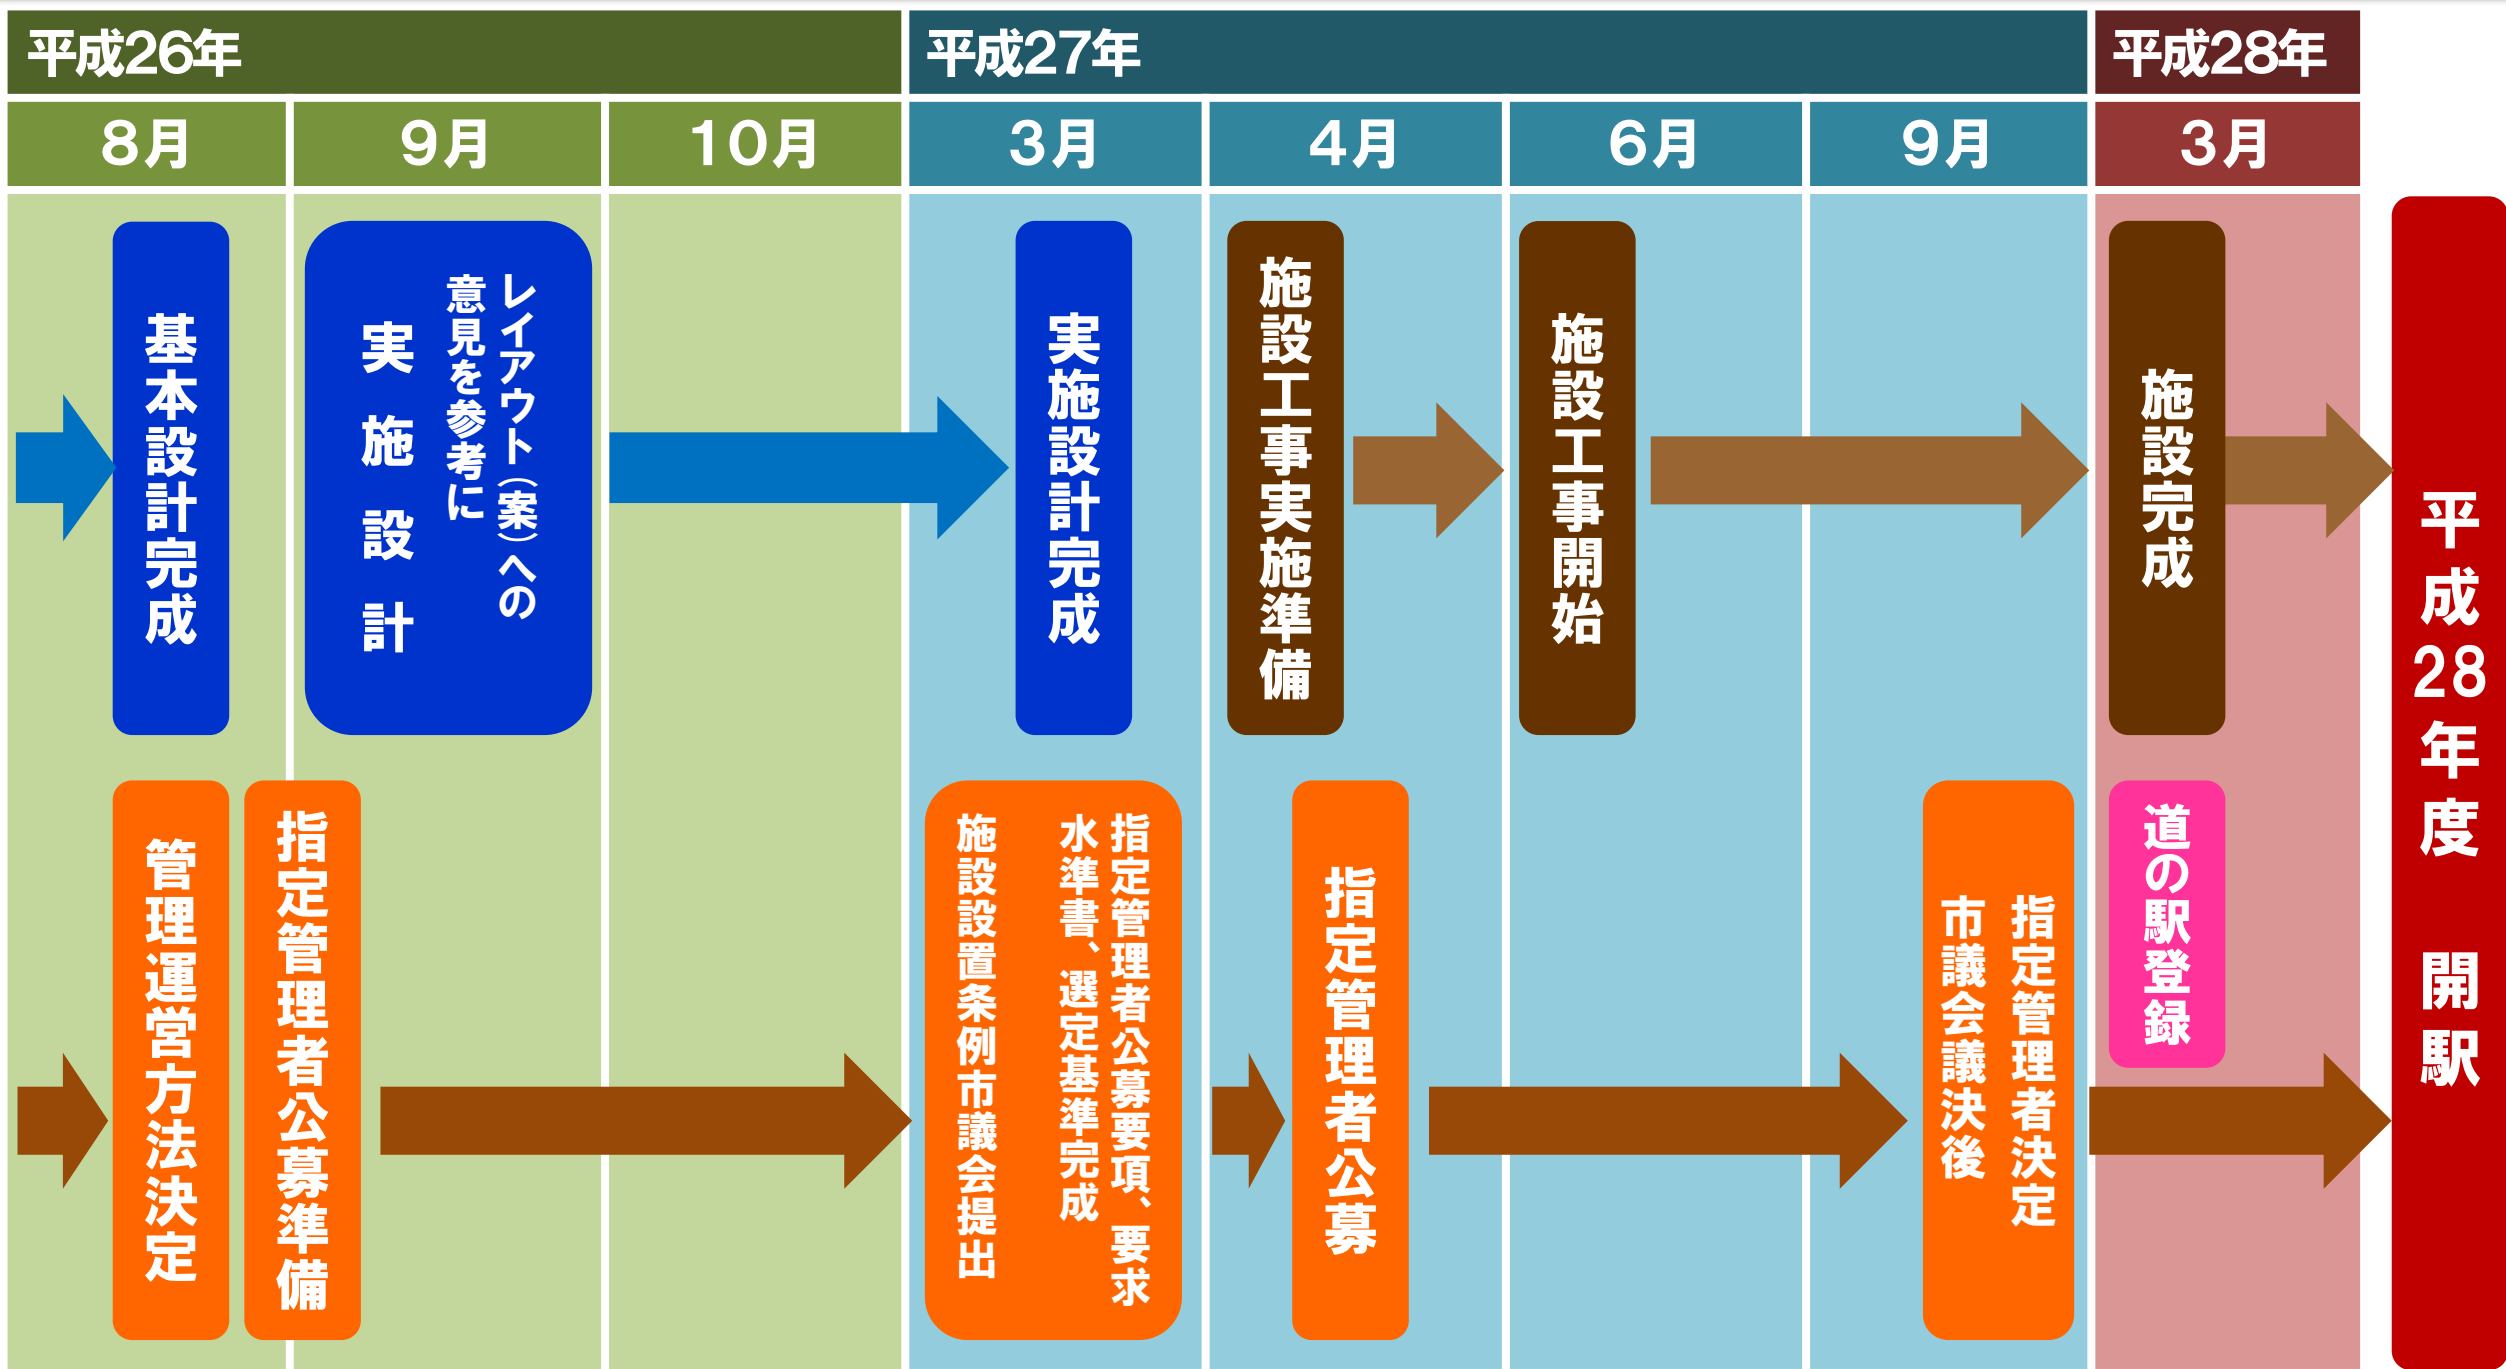 平成26年
平成27年
平成28年
8月
9月
10月
3月
4月
6月
9月
3月
基本設計完成
レイアウト（案）への
意見を参考に
実施設計
実施設計完成
施設工事実施準備
施設工事開始
施設完成
管理運営方法決定
指定管理者公募準備
指定管理者公募要項、要求
水準書、選定基準完成
施設設置条例市議会提出
指定管理者公募
指定管理者決定
市議会議決後
道の駅登録
平成28年度　開駅